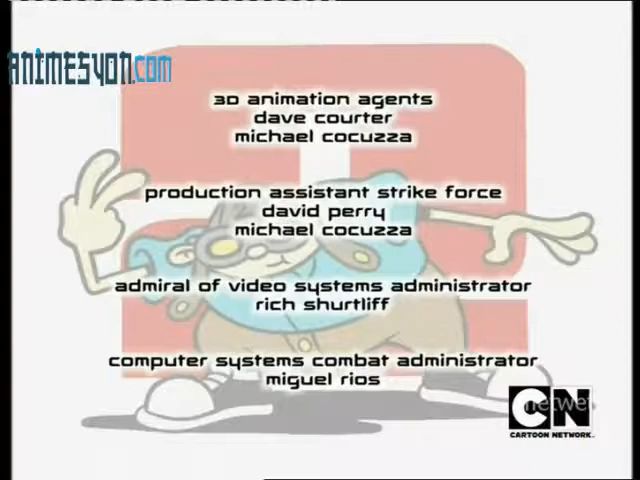 ANiMESYON.COM
3D animation agents
dave courter
michael cocuzza
production assistant strike force
david perry
michael cocuzza
admiral of video systems administrator
rich shurtliff
computer systems combat administrator
miguel rios
CN
CARTOON NETWORK